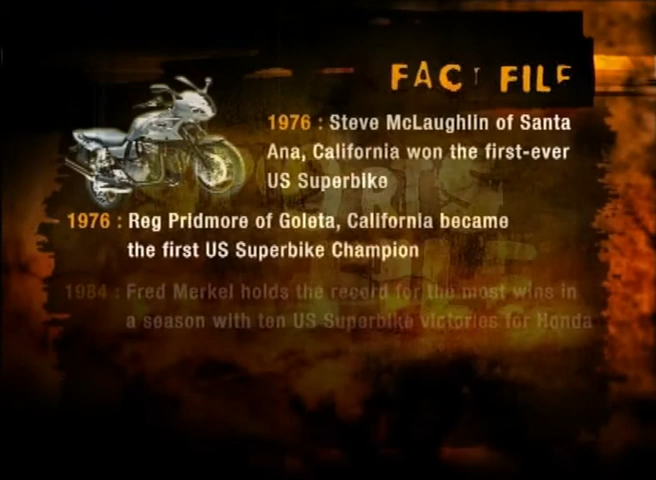 FACT FILE
1976 : Steve McLaughlin of Santa
Ana, California won the first-ever
US Superbike
1976 : Reg Pridmore of Goleta, California became
the first US Superbike Champion
1984 : Fred Merkel holds the record for the most wins in
a season with ten US Superbike victories for Honda